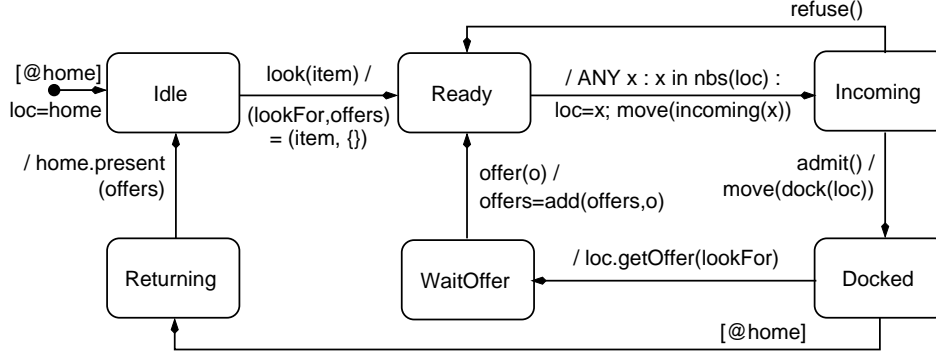 refuse()
[@home]
loc=home
Idle
look(item) /
(lookFor,offers)
= (item, {})
Ready
/ ANY x : x in nbs(loc) :
loc=x; move(incoming(x))
Incoming
/ home.present
(offers)
offer(o) /
offers=add(offers,o)
admit() /
move(dock(loc))
Returning
WaitOffer
/ loc.getOffer(lookFor)
Docked
[@home]